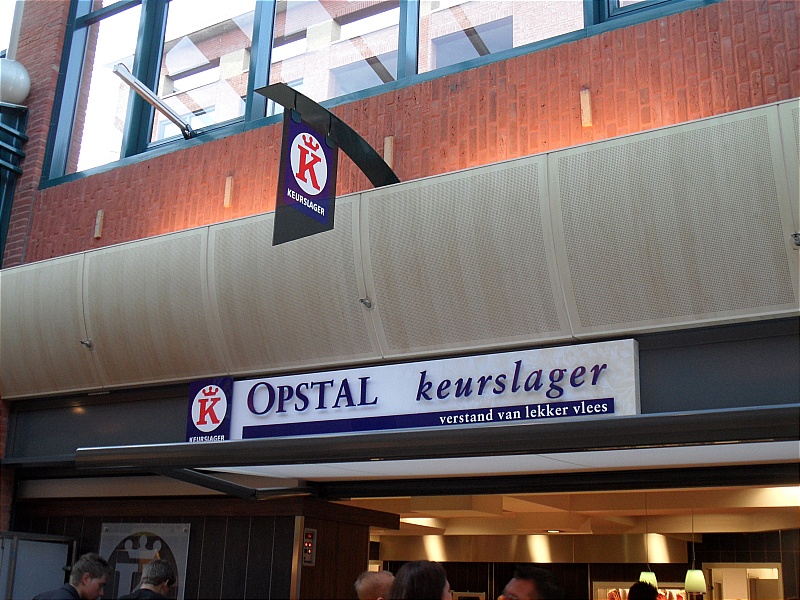 K
KEURSLAGER
K
KEURSLAGER
OPSTAL keurslager
verstand van lekker vlees